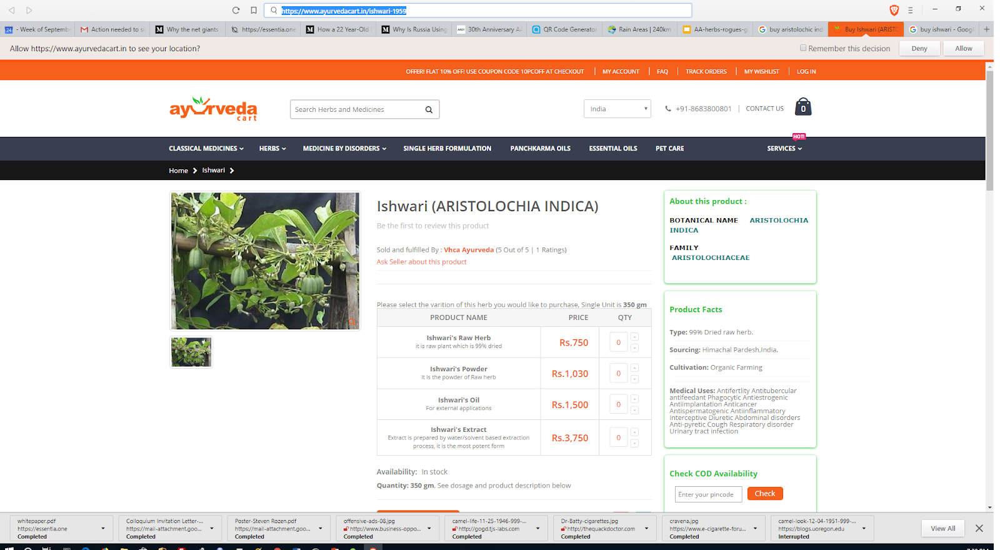 https://www.ayurvedacart.in/ishwari-1959
24 - Week of Septembe
Action needed to s
Why the net giants
https://essentia.one
How a 22 Year-Old
Why Is Russia Using
30th Anniversary AA
QR Code Generator
Rain Areas | 240km
AA-herbs-rogues-g
buy aristolochic ind
Buy Ishwari (ARIST
buy ishwari - Googl
Allow https://www.ayurvedacart.in to see your location?
Remember this decision
Deny
Allow
OFFER! FLAT 10% OFF! USE COUPON CODE 10PCOFF AT CHECKOUT
MY ACCOUNT
FAQ
TRACK ORDERS
MY WISHLIST
LOG IN
ayurveda
cart
Search Herbs and Medicines
India
+91-8683800801
CONTACT US
0
HOT!
CLASSICAL MEDICINES
HERBS
MEDICINE BY DISORDERS
SINGLE HERB FORMULATION
PANCHKARMA OILS
ESSENTIAL OILS
PET CARE
SERVICES
Home
Ishwari
Ishwari (ARISTOLOCHIA INDICA)
Be the first to review this product
Sold and fulfilled By : Vhca Ayurveda (5 Out of 5 | 1 Ratings)
Ask Seller about this product
Please select the varition of this herb you would like to purchase, Single Unit is 350 gm
PRODUCT NAME PRICE QTY
Ishwari's Raw Herb
it is raw plant which is 99% dried
Rs.750 0
Ishwari's Powder
it is the powder of Raw herb
Rs.1,030 0
Ishwari's Oil
For external applications
Rs.1,500 0
Ishwari's Extract
Extract is prepared by water/solvent based extraction
process, it is the most potent form
Rs.3,750 0
Availability: In stock
Quantity: 350 gm, See dosage and product description below
About this product :
BOTANICAL NAME ARISTOLOCHIA
INDICA
FAMILY
ARISTOLOCHIACEAE
Product Facts
Type: 99% Dried raw herb.
Sourcing: Himachal Pardesh,India.
Cultivation: Organic Farming
Medical Uses: Antifertlity Antitubercular
antifeedant Phagocytic Antiestrogenic
Antiimplantation Anticancer
Antispermatogenic Antiinflammatory
Interceptive Diuretic Abdominal disorders
Anti-pyretic Cough Respiratory disorder
Urinary tract infection
Check COD Availability
Enter your pincode
Check
whitepaper.pdf
https://essentia.one
Completed
Colloquium Invitation Letter-...
https://mail-attachment.goo...
Completed
Poster-Steven Rozen.pdf
https://mail-attachment.goo...
Completed
offensive-ads-08.jpg
http://www.business-oppo...
Completed
camel-life-11-25-1946-999-...
http://gogd.tjs-labs.com
Completed
Dr-Batty-cigarettes.jpg
http://thequackdoctor.com
Completed
cravena.jpg
https://www.e-cigarette-foru...
Completed
camel-look-12-04-1951-999-...
https://blogs.uoregon.edu
Interrupted
View All